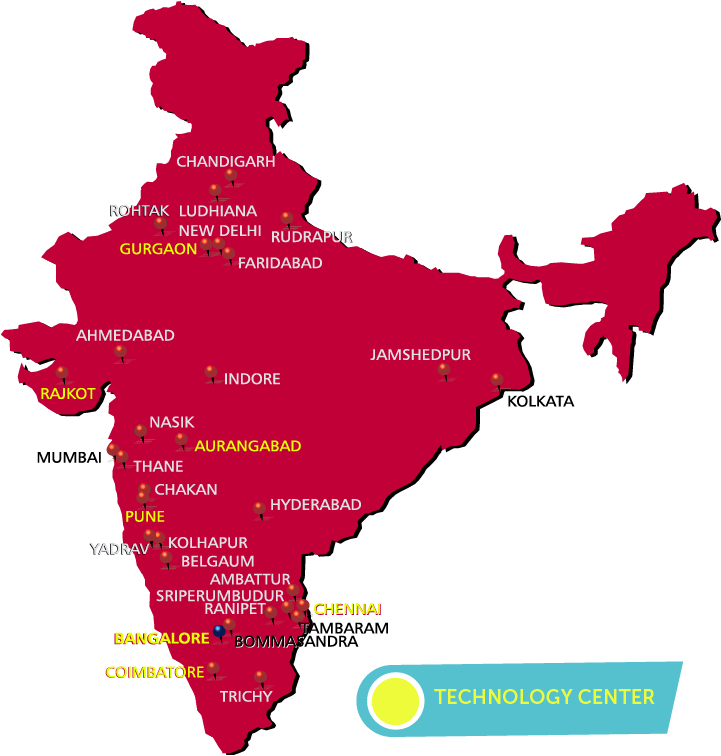 CHANDIGARH
ROHTAK
LUDHIANA
NEW DELHI
RUDRAPUR
GURGAON
FARIDABAD
AHMEDABAD
JAMSHEDPUR
INDORE
RAJKOT
KOLKATA
NASIK
AURANGABAD
MUMBAI
THANE
CHAKAN
HYDERABAD
PUNE
YADRAV
KOLHAPUR
BELGAUM
AMBATTUR
SRIPERUMBUDUR
RANIPET
CHENNAI
TAMBARAM
BANGALORE
BOMMASANDRA
COIMBATORE
TRICHY
TECHNOLOGY CENTER